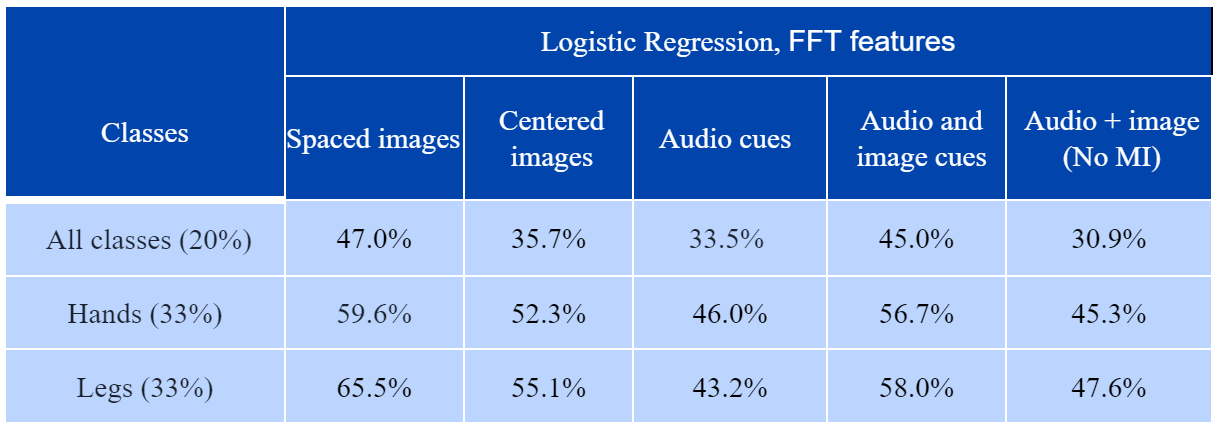 Logistic Regression, FFT features
Classes
Spaced images
Centered
images
Audio cues
Audio and
image cues
Audio + image
(No MI)
All classes (20%) 47.0% 35.7% 33.5% 45.0% 30.9%
Hands (33%) 59.6% 52.3% 46.0% 56.7% 45.3%
Legs (33%) 65.5% 55.1% 43.2% 58.0% 47.6%